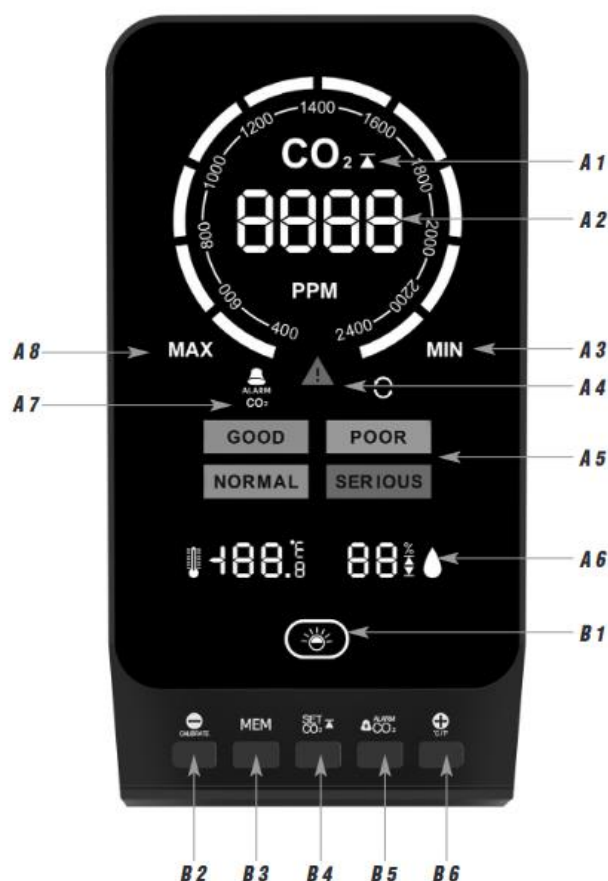 1400
1200 1600
1000 1800
800 2000
600 2200
400 2400
CO₂
A1
8888
A2
PPM
MAX
MIN
A8
A3
ALARM
CO₂
A4
A7
GOOD POOR
A5
NORMAL SERIOUS
-188.8 °F 88 %
A6
B1
CALIBRATE MEM SET CO₂ ALARM CO₂ °C/°F
B2 B3 B4 B5 B6